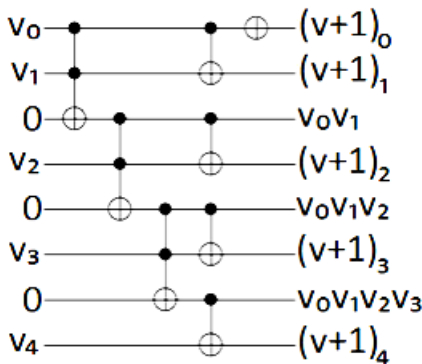 v₀ (v+1)₀
v₁ (v+1)₁
0 v₀v₁
v₂ (v+1)₂
0 v₀v₁v₂
v₃ (v+1)₃
0 v₀v₁v₂v₃
v₄ (v+1)₄